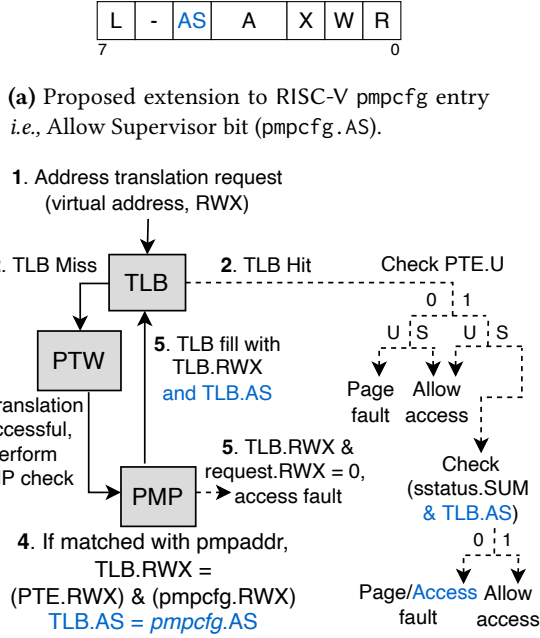 L - AS A X W R
7 0
(a) Proposed extension to RISC-V pmpcfg entry
i.e., Allow Supervisor bit (pmpcfg.AS).
1. Address translation request
(virtual address, RWX)
. TLB Miss
TLB
2. TLB Hit
Check PTE.U
0 1
U S U S
PTW
5. TLB fill with
TLB.RWX
and TLB.AS
Page
fault
Allow
access
ranslation
ccessful,
erform
P check
PMP
5. TLB.RWX &
request.RWX = 0,
access fault
Check
(sstatus.SUM
& TLB.AS)
0 1
4. If matched with pmpaddr,
TLB.RWX =
(PTE.RWX) & (pmpcfg.RWX)
TLB.AS = pmpcfg.AS
Page/Access
fault
Allow
access